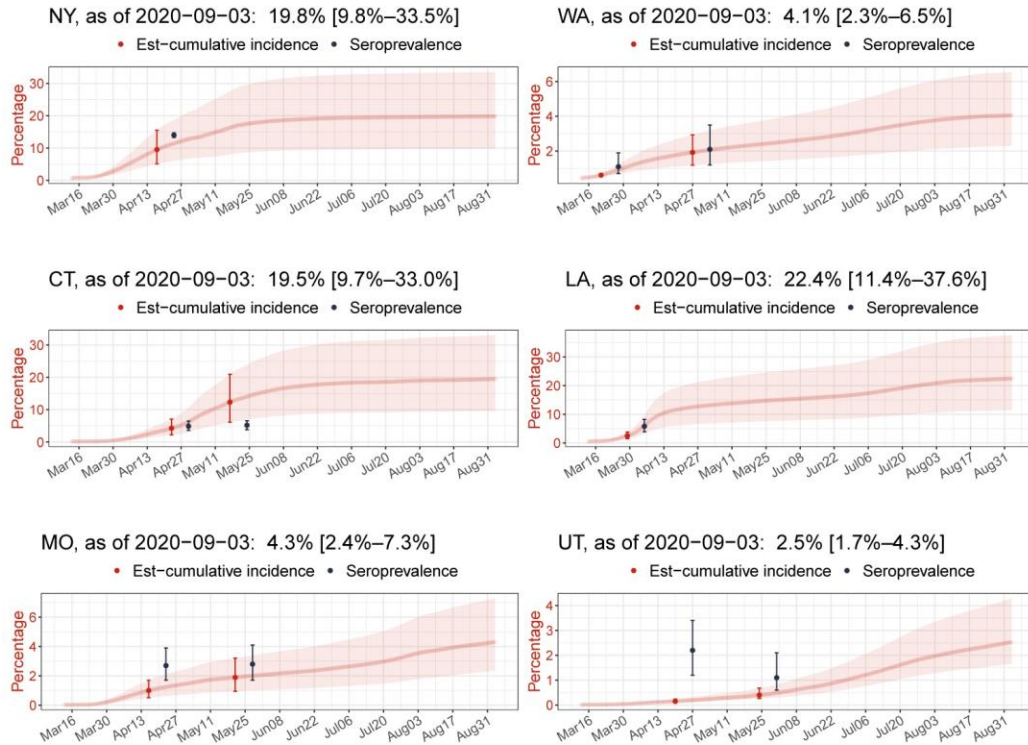 NY, as of 2020−09−03: 19.8% [9.8%–33.5%]
Est−cumulative incidence Seroprevalence
Percentage
30
20
10
0
Mar16 Mar30 Apr13 Apr27 May11 May25 Jun08 Jun22 Jul06 Jul20 Aug03 Aug17 Aug31
WA, as of 2020−09−03: 4.1% [2.3%–6.5%]
Est−cumulative incidence Seroprevalence
Percentage
6
4
2
Mar16 Mar30 Apr13 Apr27 May11 May25 Jun08 Jun22 Jul06 Jul20 Aug03 Aug17 Aug31
CT, as of 2020−09−03: 19.5% [9.7%–33.0%]
Est−cumulative incidence Seroprevalence
Percentage
30
20
10
0
Mar16 Mar30 Apr13 Apr27 May11 May25 Jun08 Jun22 Jul06 Jul20 Aug03 Aug17 Aug31
LA, as of 2020−09−03: 22.4% [11.4%–37.6%]
Est−cumulative incidence Seroprevalence
Percentage
30
20
10
0
Mar16 Mar30 Apr13 Apr27 May11 May25 Jun08 Jun22 Jul06 Jul20 Aug03 Aug17 Aug31
MO, as of 2020−09−03: 4.3% [2.4%–7.3%]
Est−cumulative incidence Seroprevalence
Percentage
6
4
2
0
Mar16 Mar30 Apr13 Apr27 May11 May25 Jun08 Jun22 Jul06 Jul20 Aug03 Aug17 Aug31
UT, as of 2020−09−03: 2.5% [1.7%–4.3%]
Est−cumulative incidence Seroprevalence
Percentage
4
3
2
1
0
Mar16 Mar30 Apr13 Apr27 May11 May25 Jun08 Jun22 Jul06 Jul20 Aug03 Aug17 Aug31